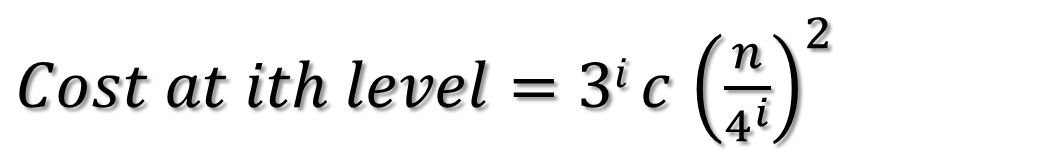 Cost at ith level = 3^i c (n/4^i)^2